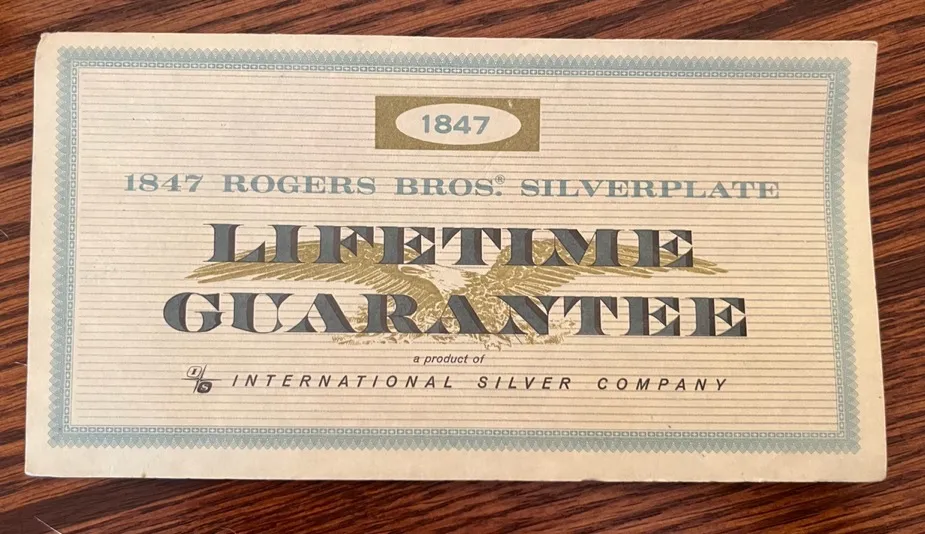 1847
1847 ROGERS BROS.® SILVERPLATE
LIFETIME
GUARANTEE
a product of
I/S INTERNATIONAL SILVER COMPANY